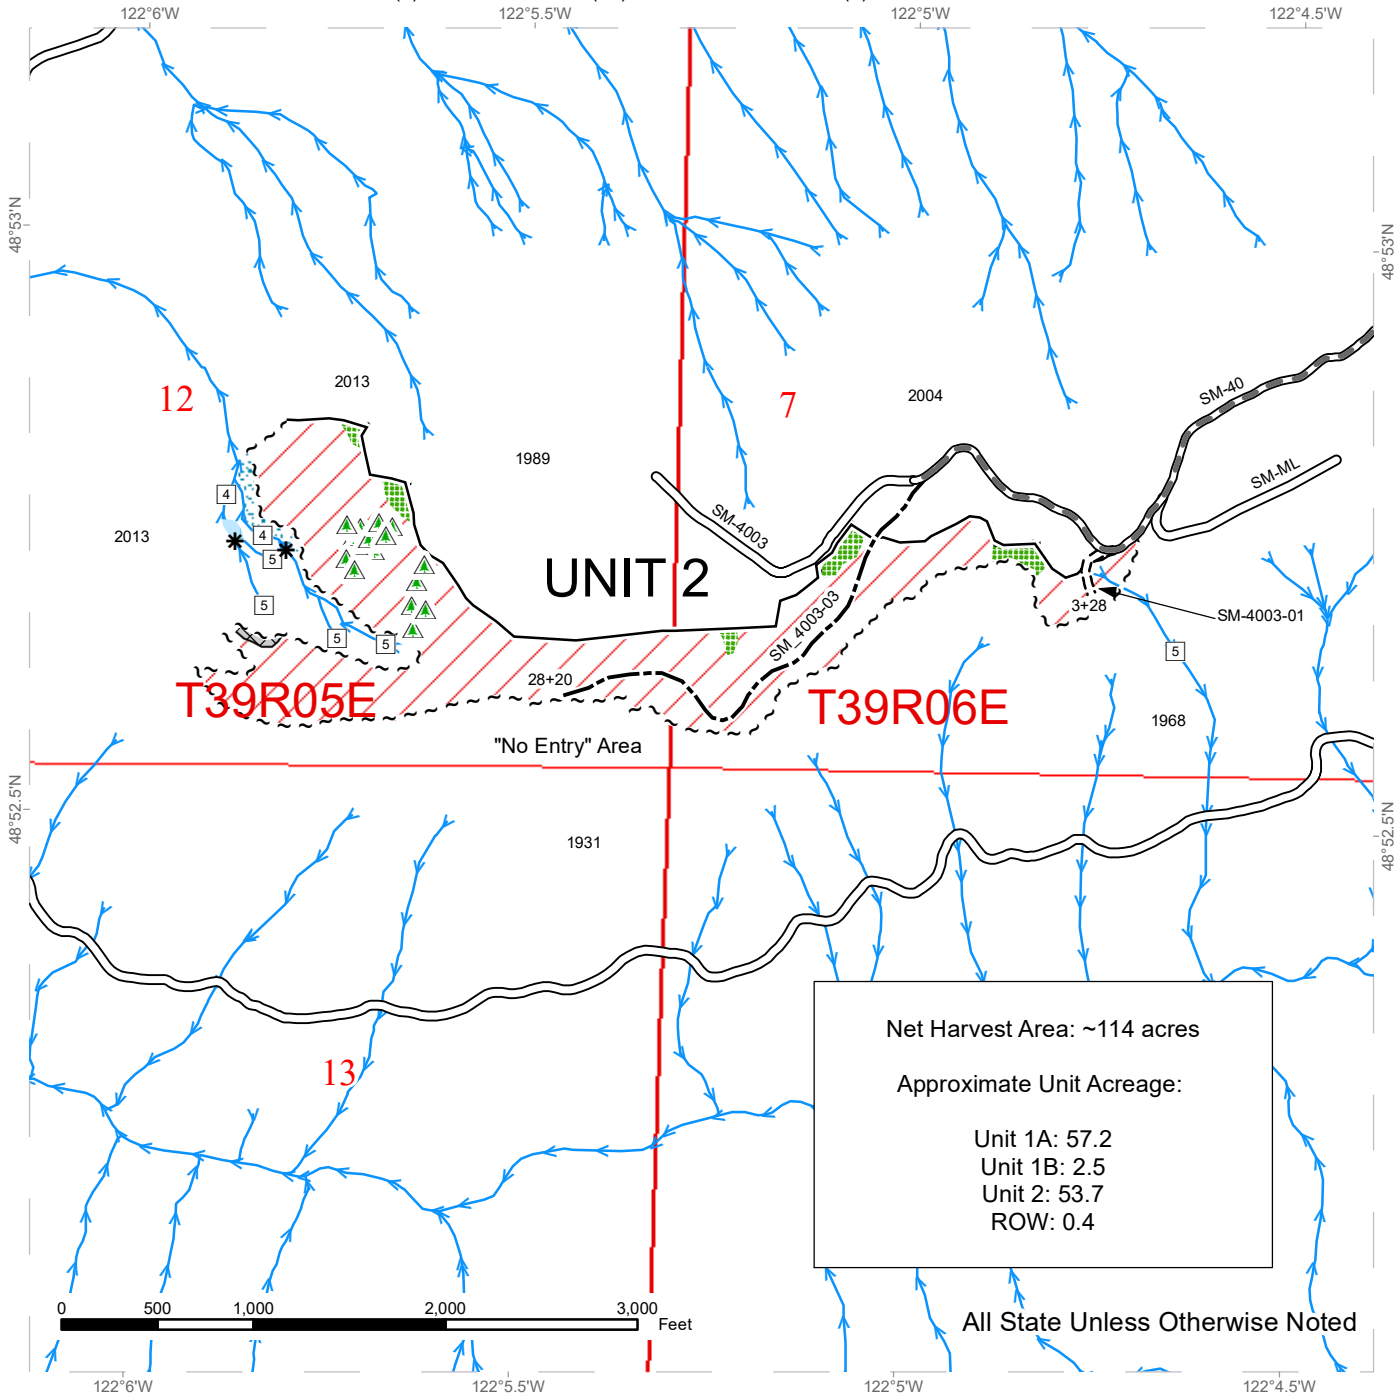 122°6'W
122°5.5'W
122°5'W
122°4.5'W
48°53'N
48°53'N
12
2013
7
2004
SM-40
1989
SM-ML
4
2013
SM-4003
4
5
UNIT 2
5
3+28
SM-4003-01
5
5
SM_4003-03
5
28+20
T39R05E
T39R06E
1968
"No Entry" Area
48°52.5'N
48°52.5'N
1931
13
Net Harvest Area: ~114 acres
Approximate Unit Acreage:
Unit 1A: 57.2
Unit 1B: 2.5
Unit 2: 53.7
ROW: 0.4
0 500 1,000 2,000 3,000
Feet
All State Unless Otherwise Noted
122°6'W
122°5.5'W
122°5'W
122°4.5'W